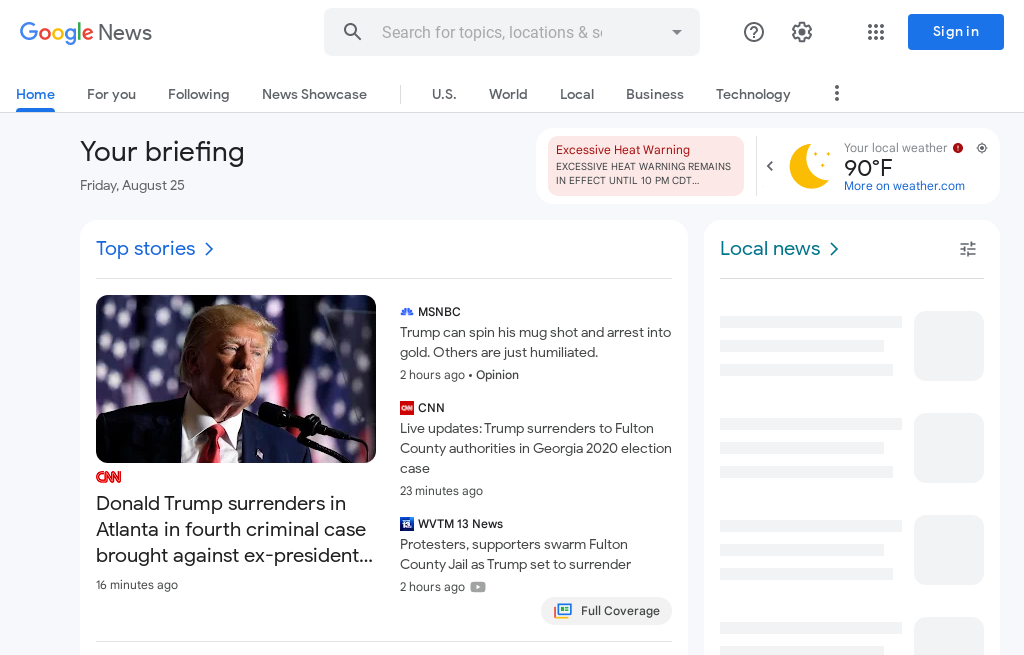 Google News
Search for topics, locations & so
Sign in
Home
For you
Following
News Showcase
U.S.
World
Local
Business
Technology
Your briefing
Friday, August 25
Excessive Heat Warning
EXCESSIVE HEAT WARNING REMAINS
IN EFFECT UNTIL 10 PM CDT...
Your local weather
90°F
More on weather.com
Top stories
CNN
Donald Trump surrenders in
Atlanta in fourth criminal case
brought against ex-president...
16 minutes ago
MSNBC
Trump can spin his mug shot and arrest into
gold. Others are just humiliated.
2 hours ago • Opinion
CNN
Live updates: Trump surrenders to Fulton
County authorities in Georgia 2020 election
case
23 minutes ago
WVTM 13 News
Protesters, supporters swarm Fulton
County Jail as Trump set to surrender
2 hours ago
Full Coverage
Local news